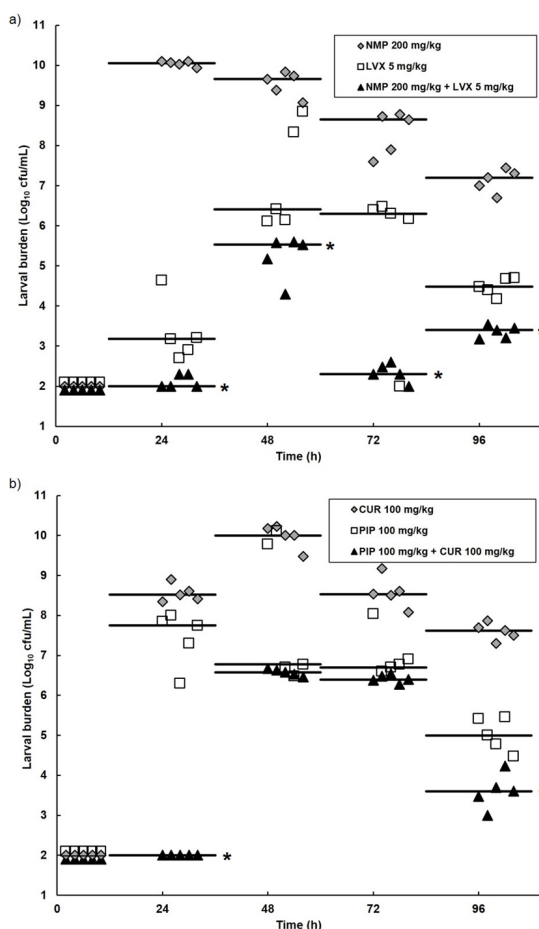 a)
11
10
9
8
7
6
5
4
3
2
1
Larval burden (Log10 cfu/mL)
NMP 200 mg/kg
LVX 5 mg/kg
NMP 200 mg/kg + LVX 5 mg/kg
*
*
*
0 24 48 72 96
Time (h)
b)
11
10
9
8
7
6
5
4
3
2
1
Larval burden (Log10 cfu/mL)
CUR 100 mg/kg
PIP 100 mg/kg
PIP 100 mg/kg + CUR 100 mg/kg
*
0 24 48 72 96
Time (h)